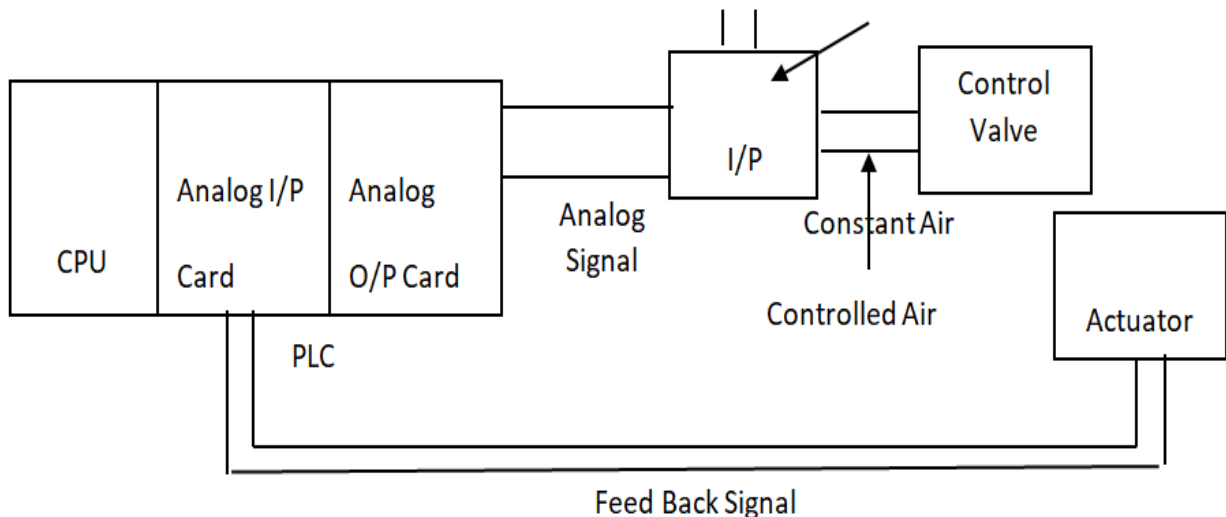 CPU
Analog I/P
Card
Analog
O/P Card
PLC
Analog
Signal
I/P
Control
Valve
Constant Air
Controlled Air
Actuator
Feed Back Signal